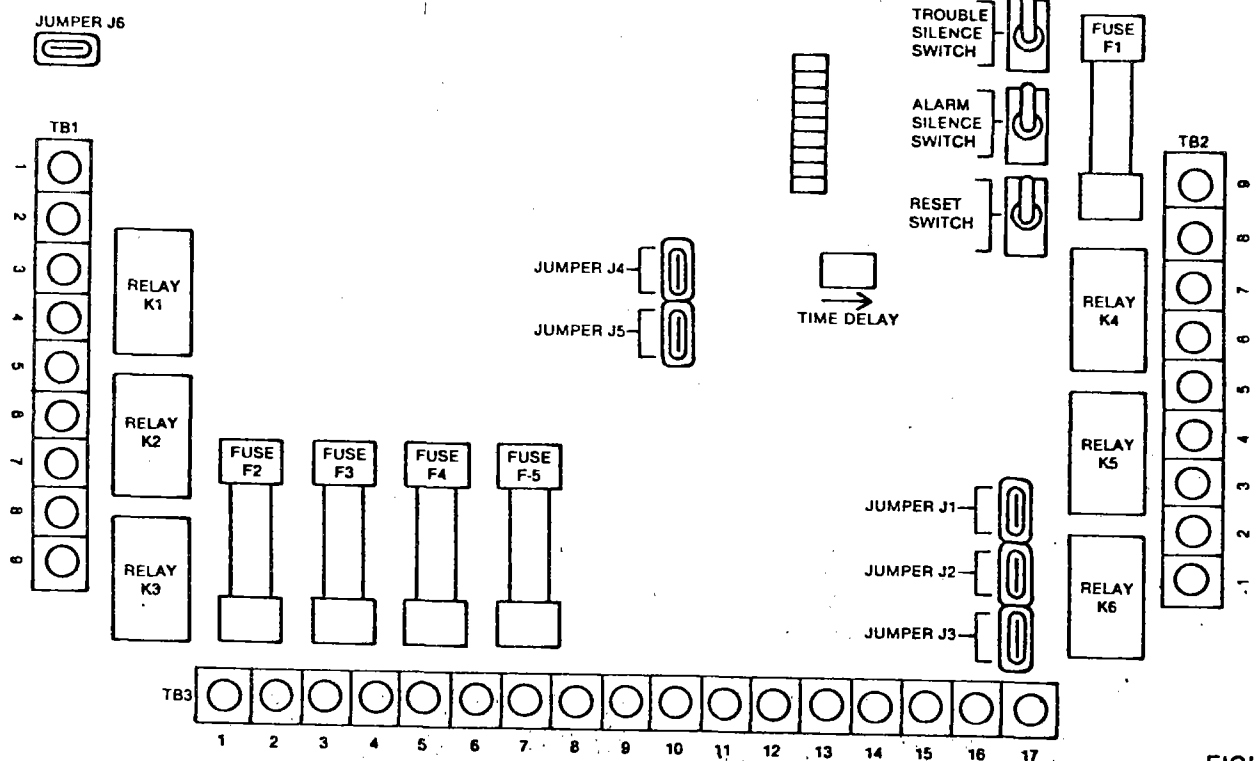 JUMPER J6
TROUBLE
SILENCE
SWITCH
FUSE
F1
ALARM
SILENCE
SWITCH
RESET
SWITCH
TB1
1
2
3
4
5
6
7
8
9
TB2
9
8
7
6
5
4
3
2
1
RELAY
K1
RELAY
K2
RELAY
K3
JUMPER J4
JUMPER J5
TIME DELAY
RELAY
K4
RELAY
K5
RELAY
K6
FUSE
F2
FUSE
F3
FUSE
F4
FUSE
F-5
JUMPER J1
JUMPER J2
JUMPER J3
TB3
1 2 3 4 5 6 7 8 9 10 11 12 13 14 15 16 17